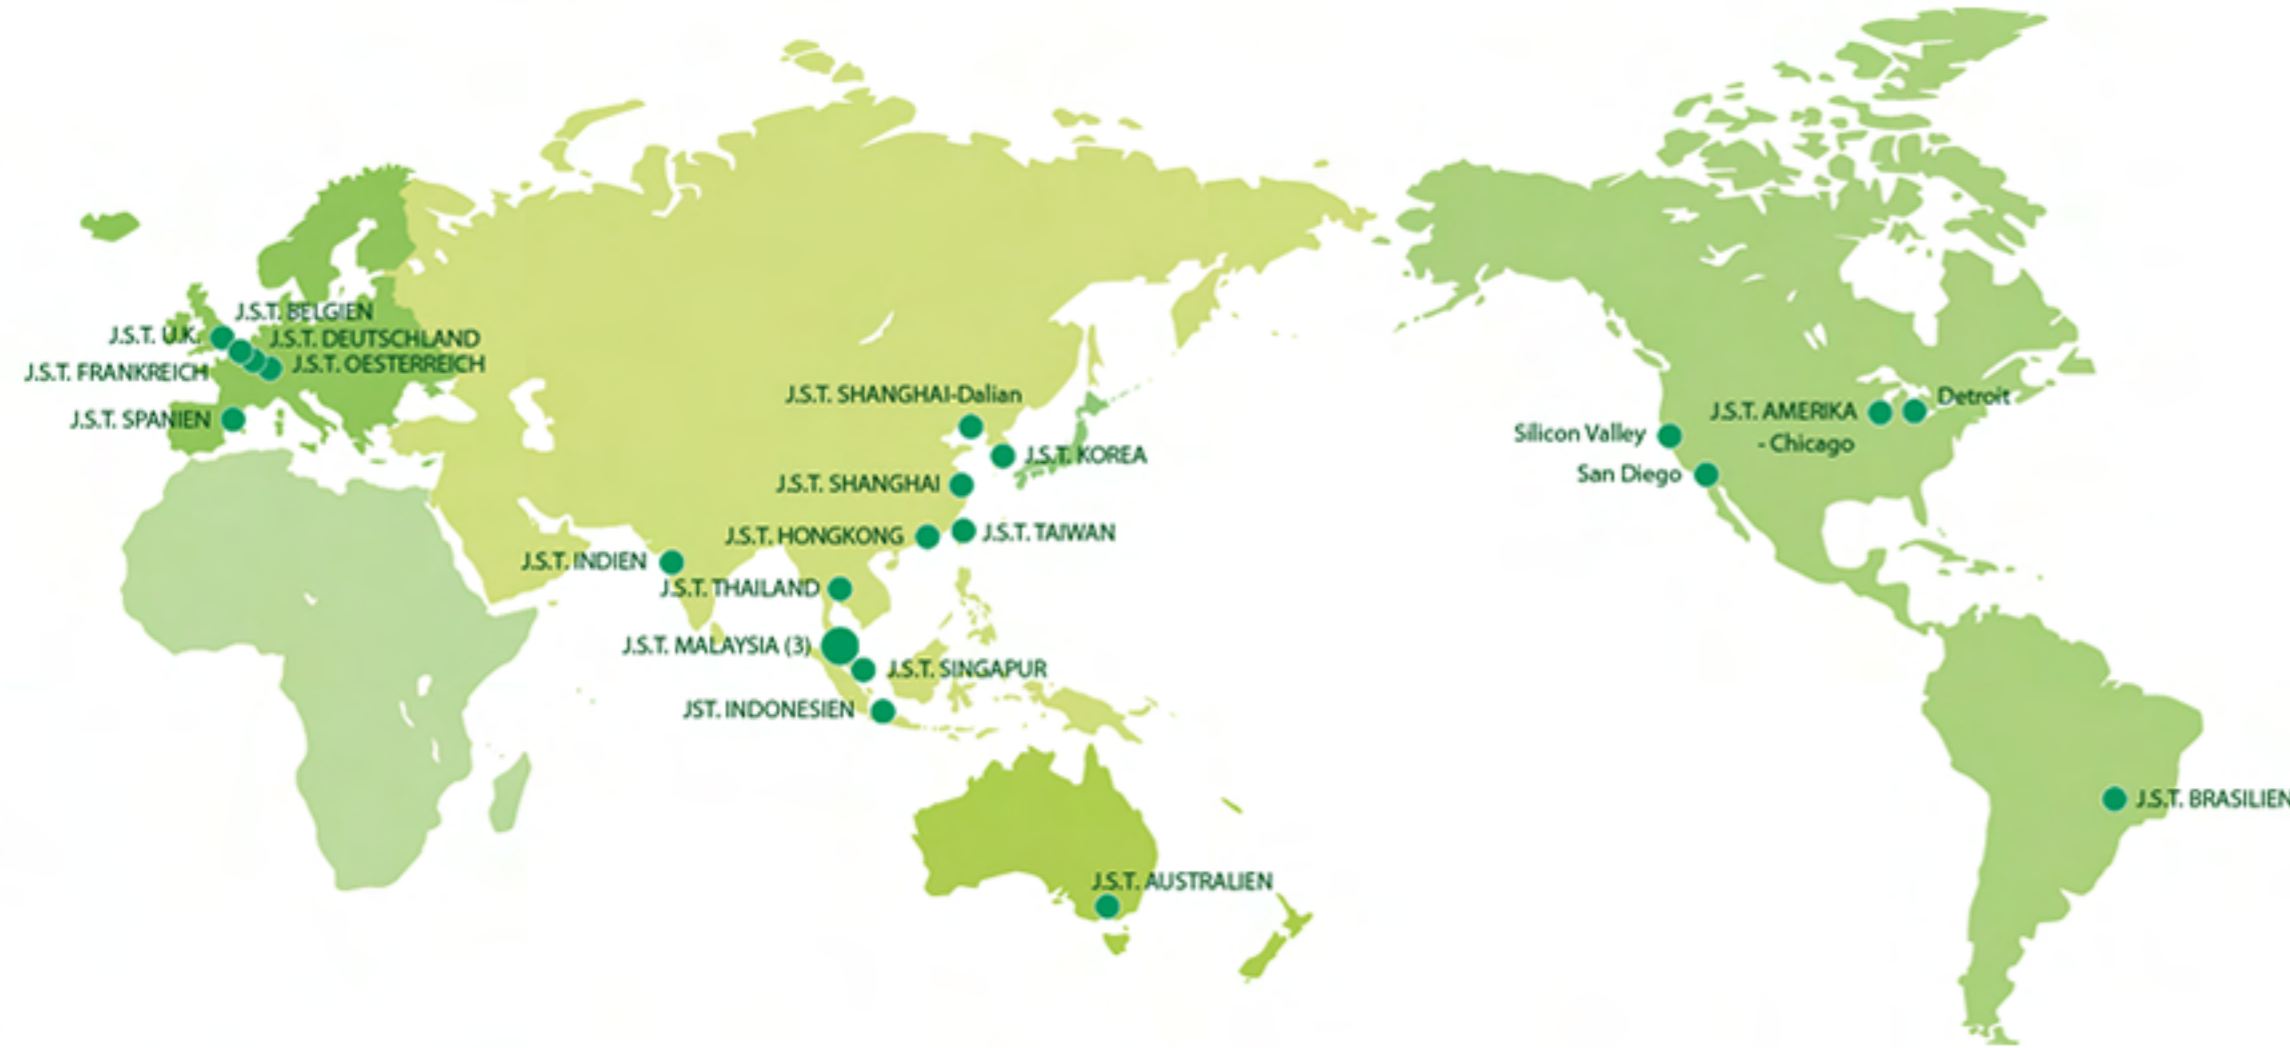 J.S.T. BELGIEN
J.S.T. U.K.
J.S.T. DEUTSCHLAND
J.S.T. OESTERREICH
J.S.T. FRANKREICH
J.S.T. SPANIEN
J.S.T. SHANGHAI-Dalian
J.S.T. KOREA
J.S.T. SHANGHAI
J.S.T. HONGKONG
J.S.T. TAIWAN
J.S.T. INDIEN
J.S.T. THAILAND
J.S.T. MALAYSIA (3)
J.S.T. SINGAPUR
JST. INDONESIEN
J.S.T. AUSTRALIEN
Silicon Valley
San Diego
J.S.T. AMERIKA
- Chicago
Detroit
J.S.T. BRASILIEN